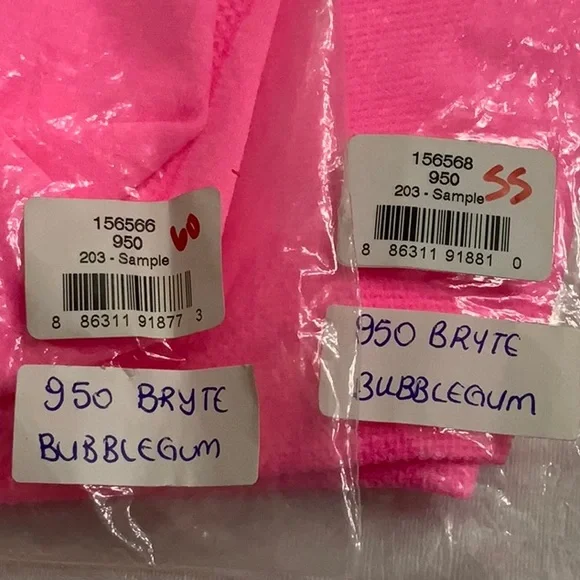 156566
950
203 - Sample
60
8 86311 91877 3
950 BRYTE
BUBBLEGUM
156568
950
203 - Sample
SS
8 86311 91881 0
950 BRYTE
BUBBLEGUM